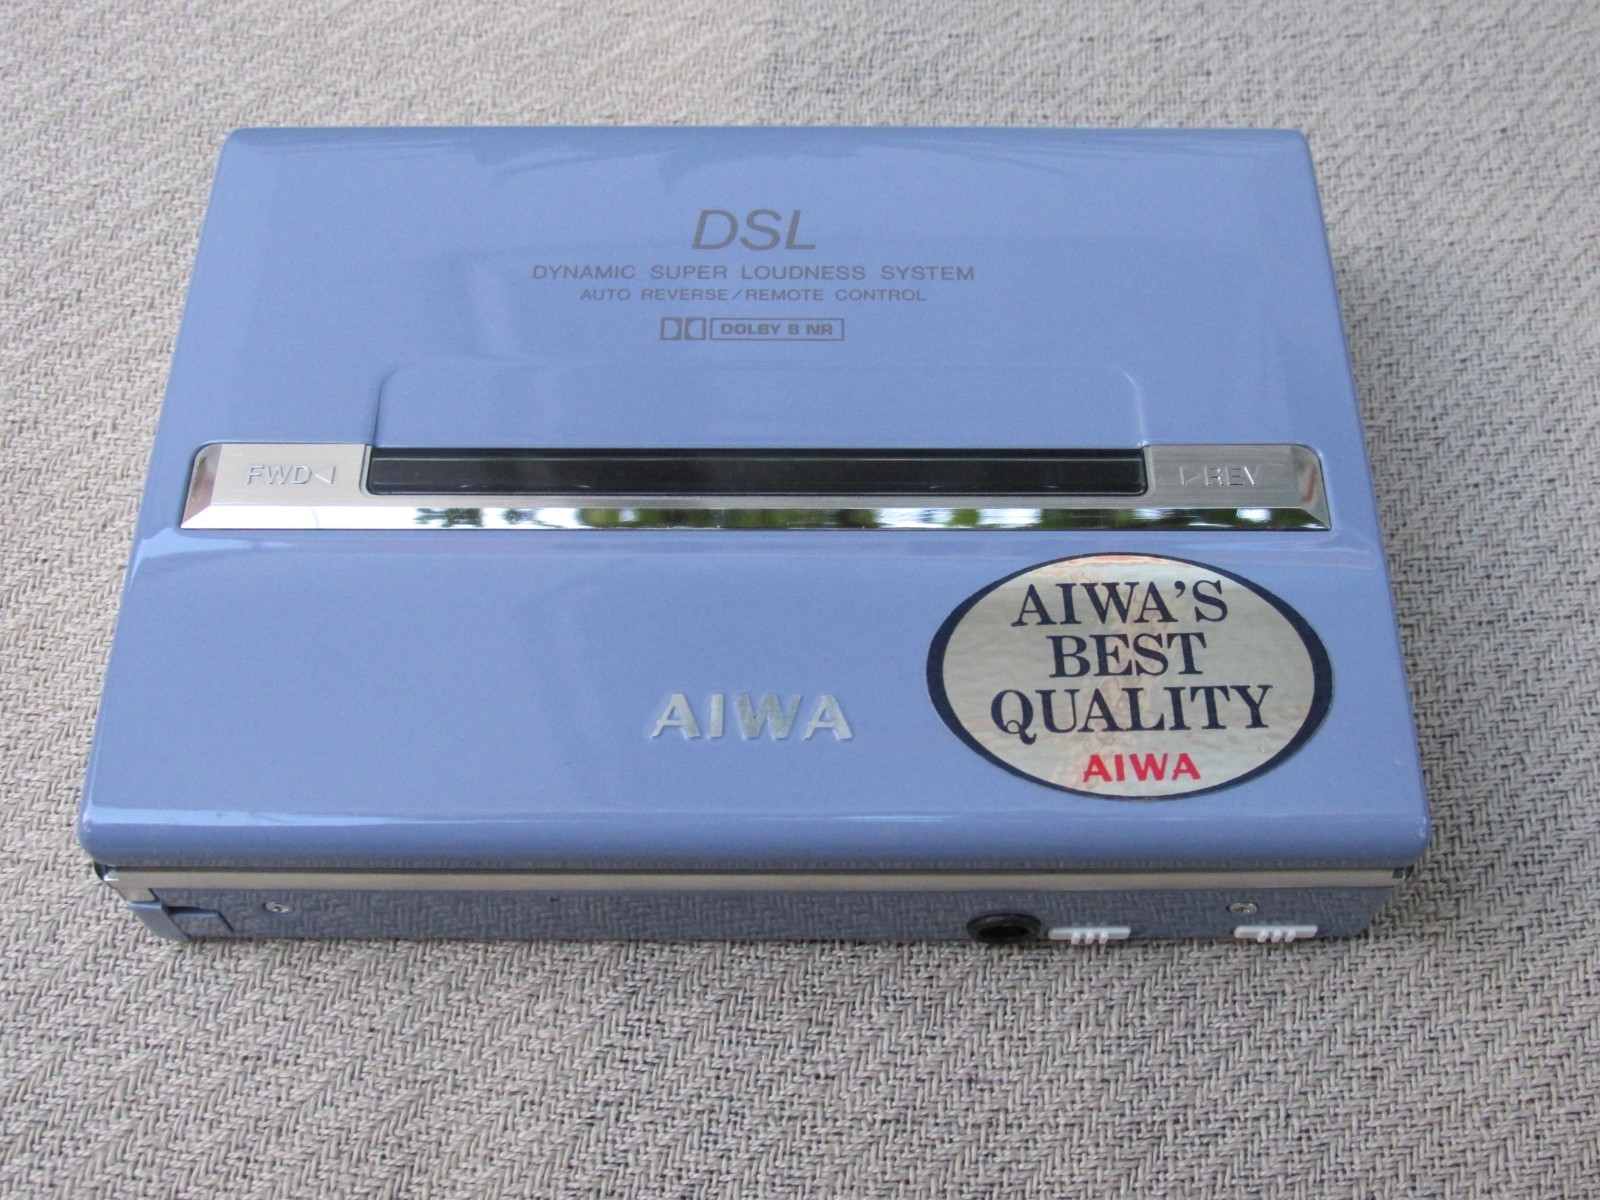 DSL
DYNAMIC SUPER LOUDNESS SYSTEM
AUTO REVERSE/REMOTE CONTROL
DOLBY B NR
FWD
REV
AIWA'S
BEST
QUALITY
AIWA
AIWA